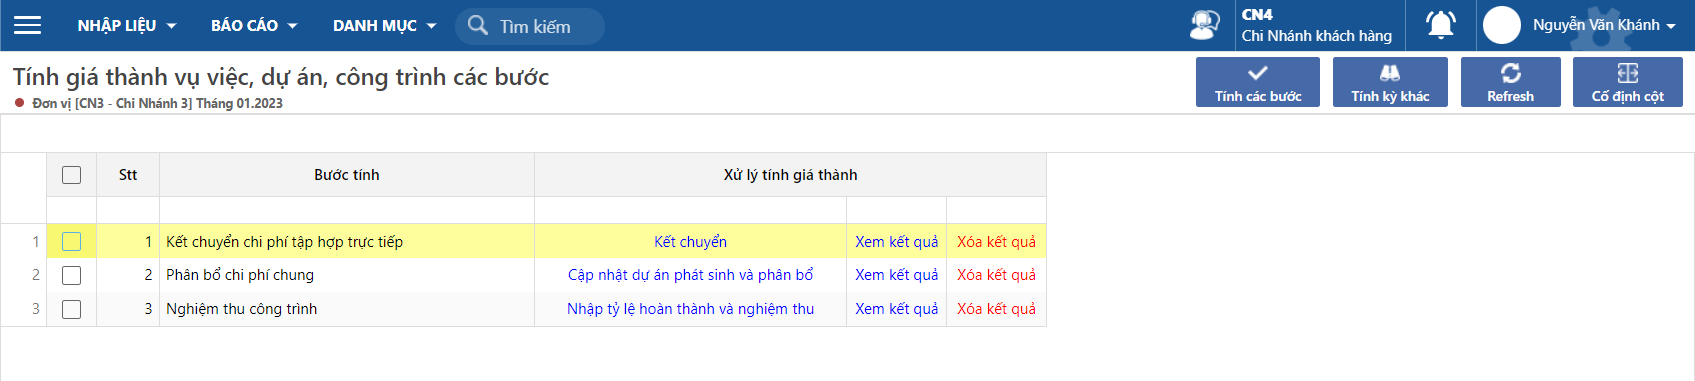 NHẬP LIỆU BÁO CÁO DANH MỤC Tìm kiếm CN4 Nguyễn Văn Khánh
Chi Nhánh khách hàng
Tính giá thành vụ việc, dự án, công trình các bước
Đơn vị [CN3 - Chi Nhánh 3] Tháng 01.2023
Tính các bước Tính kỳ khác Refresh Cố định cột
Stt Bước tính Xử lý tính giá thành
1 1 Kết chuyển chi phí tập hợp trực tiếp Kết chuyển Xem kết quả Xóa kết quả
2 2 Phân bổ chi phí chung Cập nhật dự án phát sinh và phân bổ Xem kết quả Xóa kết quả
3 3 Nghiệm thu công trình Nhập tỷ lệ hoàn thành và nghiệm thu Xem kết quả Xóa kết quả